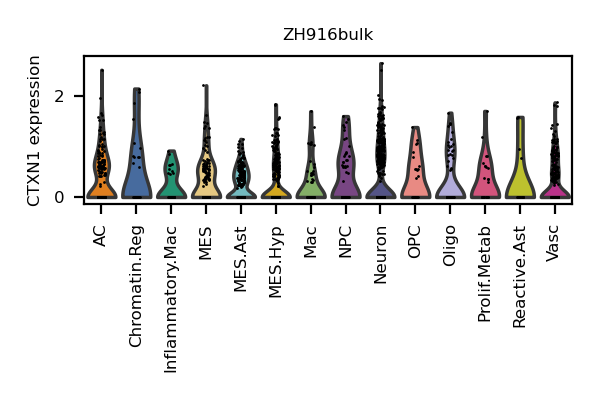 ZH916bulk
CTXN1 expression
2
0
AC
Chromatin.Reg
Inflammatory.Mac
MES
MES.Ast
MES.Hyp
Mac
NPC
Neuron
OPC
Oligo
Prolif.Metab
Reactive.Ast
Vasc